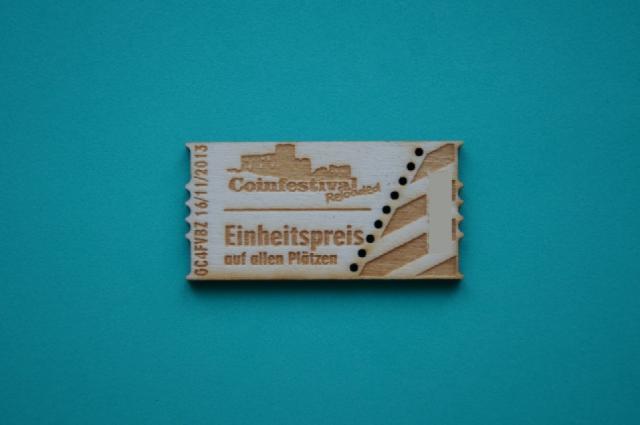 GC4FVBZ 16/11/2013
Coinfestival
Reloaded
Einheitspreis
auf allen Plätzen